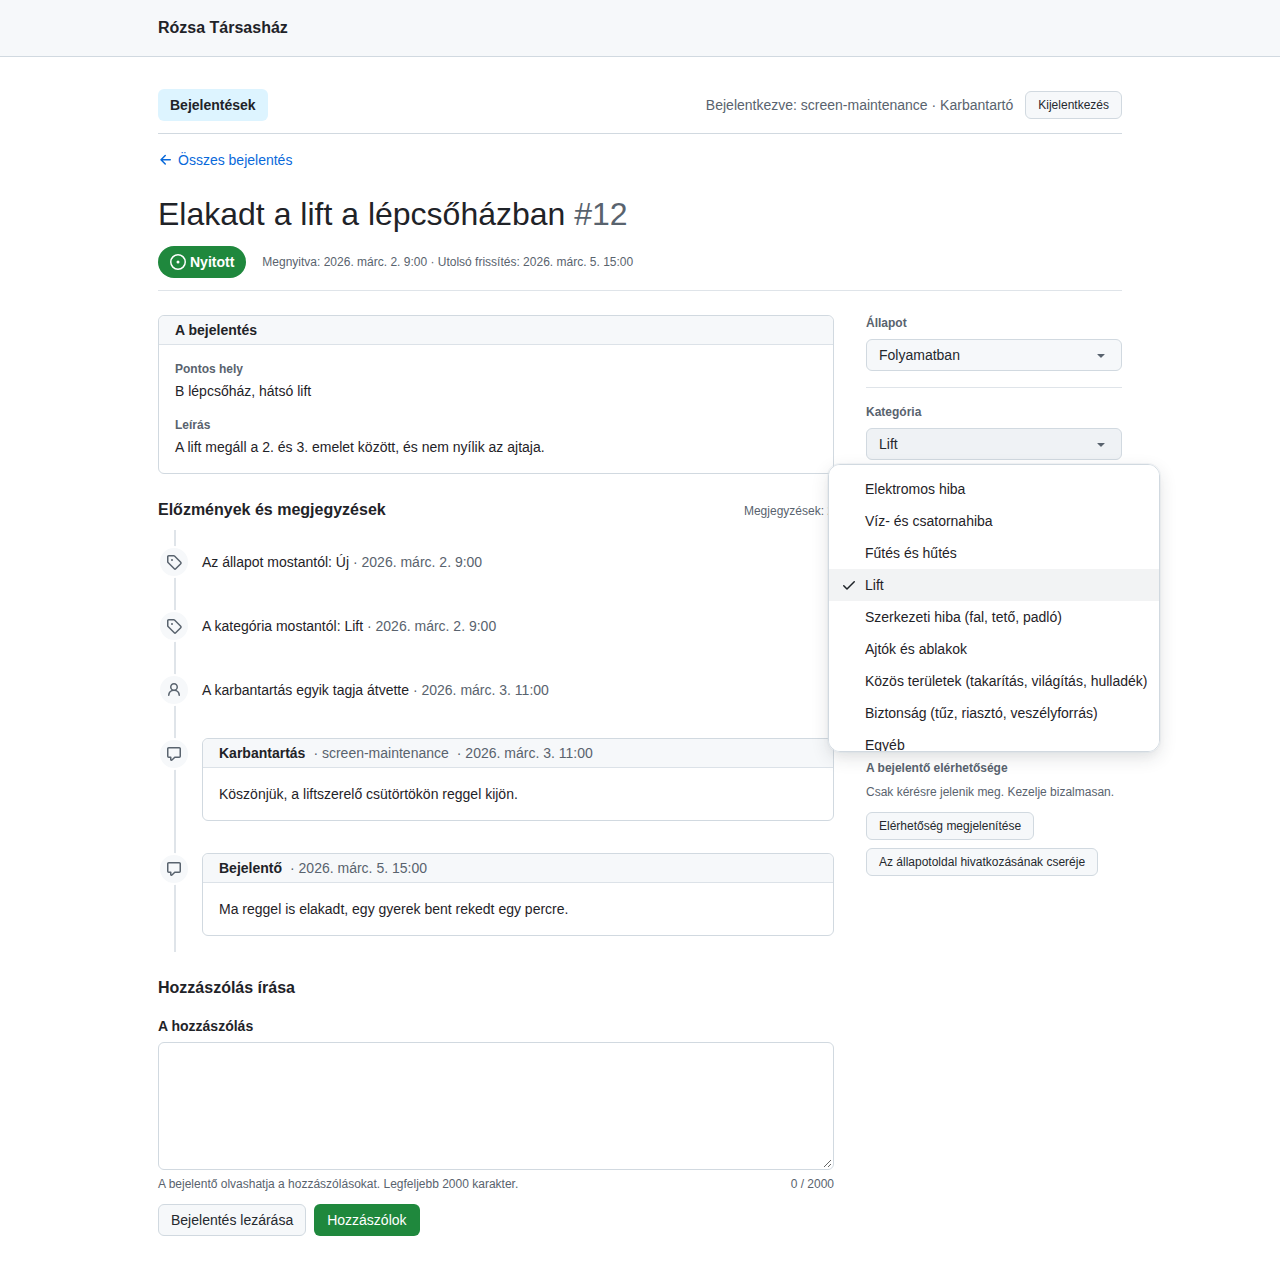 Rózsa Társasház
Bejelentések
Bejelentkezve: screen-maintenance · Karbantartó
Kijelentkezés
Összes bejelentés
Elakadt a lift a lépcsőházban #12
Nyitott
Megnyitva: 2026. márc. 2. 9:00 · Utolsó frissítés: 2026. márc. 5. 15:00
A bejelentés
Pontos hely
B lépcsőház, hátsó lift
Leírás
A lift megáll a 2. és 3. emelet között, és nem nyílik az ajtaja.
Előzmények és megjegyzések
Megjegyzések:
Az állapot mostantól: Új · 2026. márc. 2. 9:00
A kategória mostantól: Lift · 2026. márc. 2. 9:00
A karbantartás egyik tagja átvette · 2026. márc. 3. 11:00
Karbantartás · screen-maintenance · 2026. márc. 3. 11:00
Köszönjük, a liftszerelő csütörtökön reggel kijön.
Bejelentő · 2026. márc. 5. 15:00
Ma reggel is elakadt, egy gyerek bent rekedt egy percre.
Hozzászólás írása
A hozzászólás
A bejelentő olvashatja a hozzászólásokat. Legfeljebb 2000 karakter.
0 / 2000
Bejelentés lezárása
Hozzászólok
Állapot
Folyamatban
Kategória
Lift
Elektromos hiba
Víz- és csatornahiba
Fűtés és hűtés
Lift
Szerkezeti hiba (fal, tető, padló)
Ajtók és ablakok
Közös területek (takarítás, világítás, hulladék)
Biztonság (tűz, riasztó, veszélyforrás)
Egyéb
A bejelentő elérhetősége
Csak kérésre jelenik meg. Kezelje bizalmasan.
Elérhetőség megjelenítése
Az állapotoldal hivatkozásának cseréje